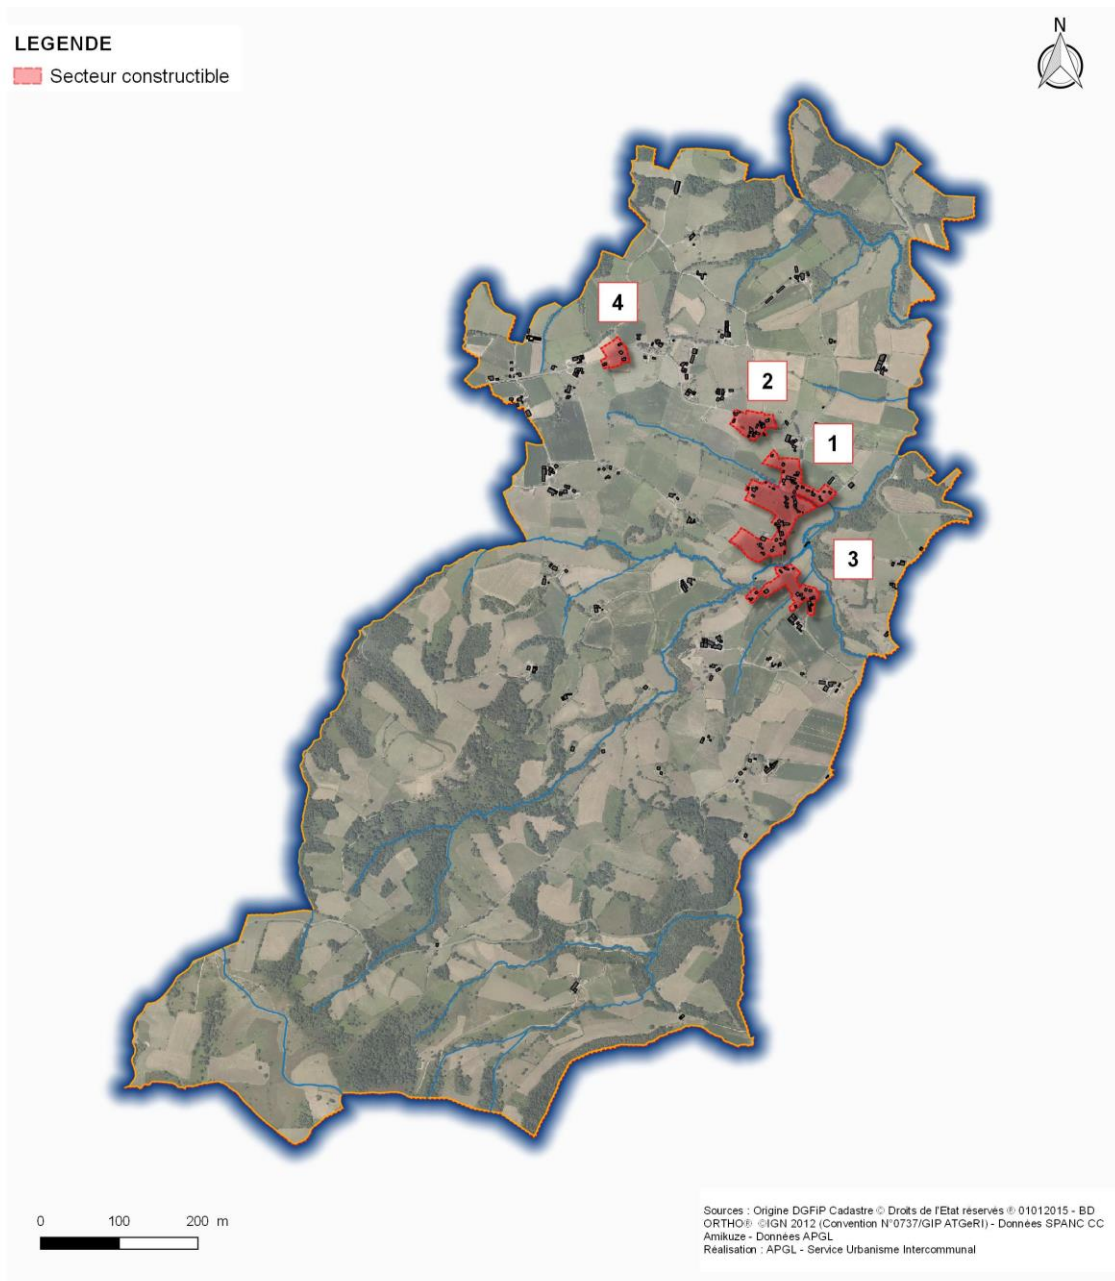 LEGENDE
Secteur constructible
N
4
2
1
3
0 100 200 m
Sources : Origine DGFiP Cadastre © Droits de l'Etat réservés ® 01012015 - BD
ORTHO® ©IGN 2012 (Convention N°0737/GIP ATGeRI) - Données SPANC CC
Amikuze - Données APGL
Réalisation : APGL - Service Urbanisme Intercommunal